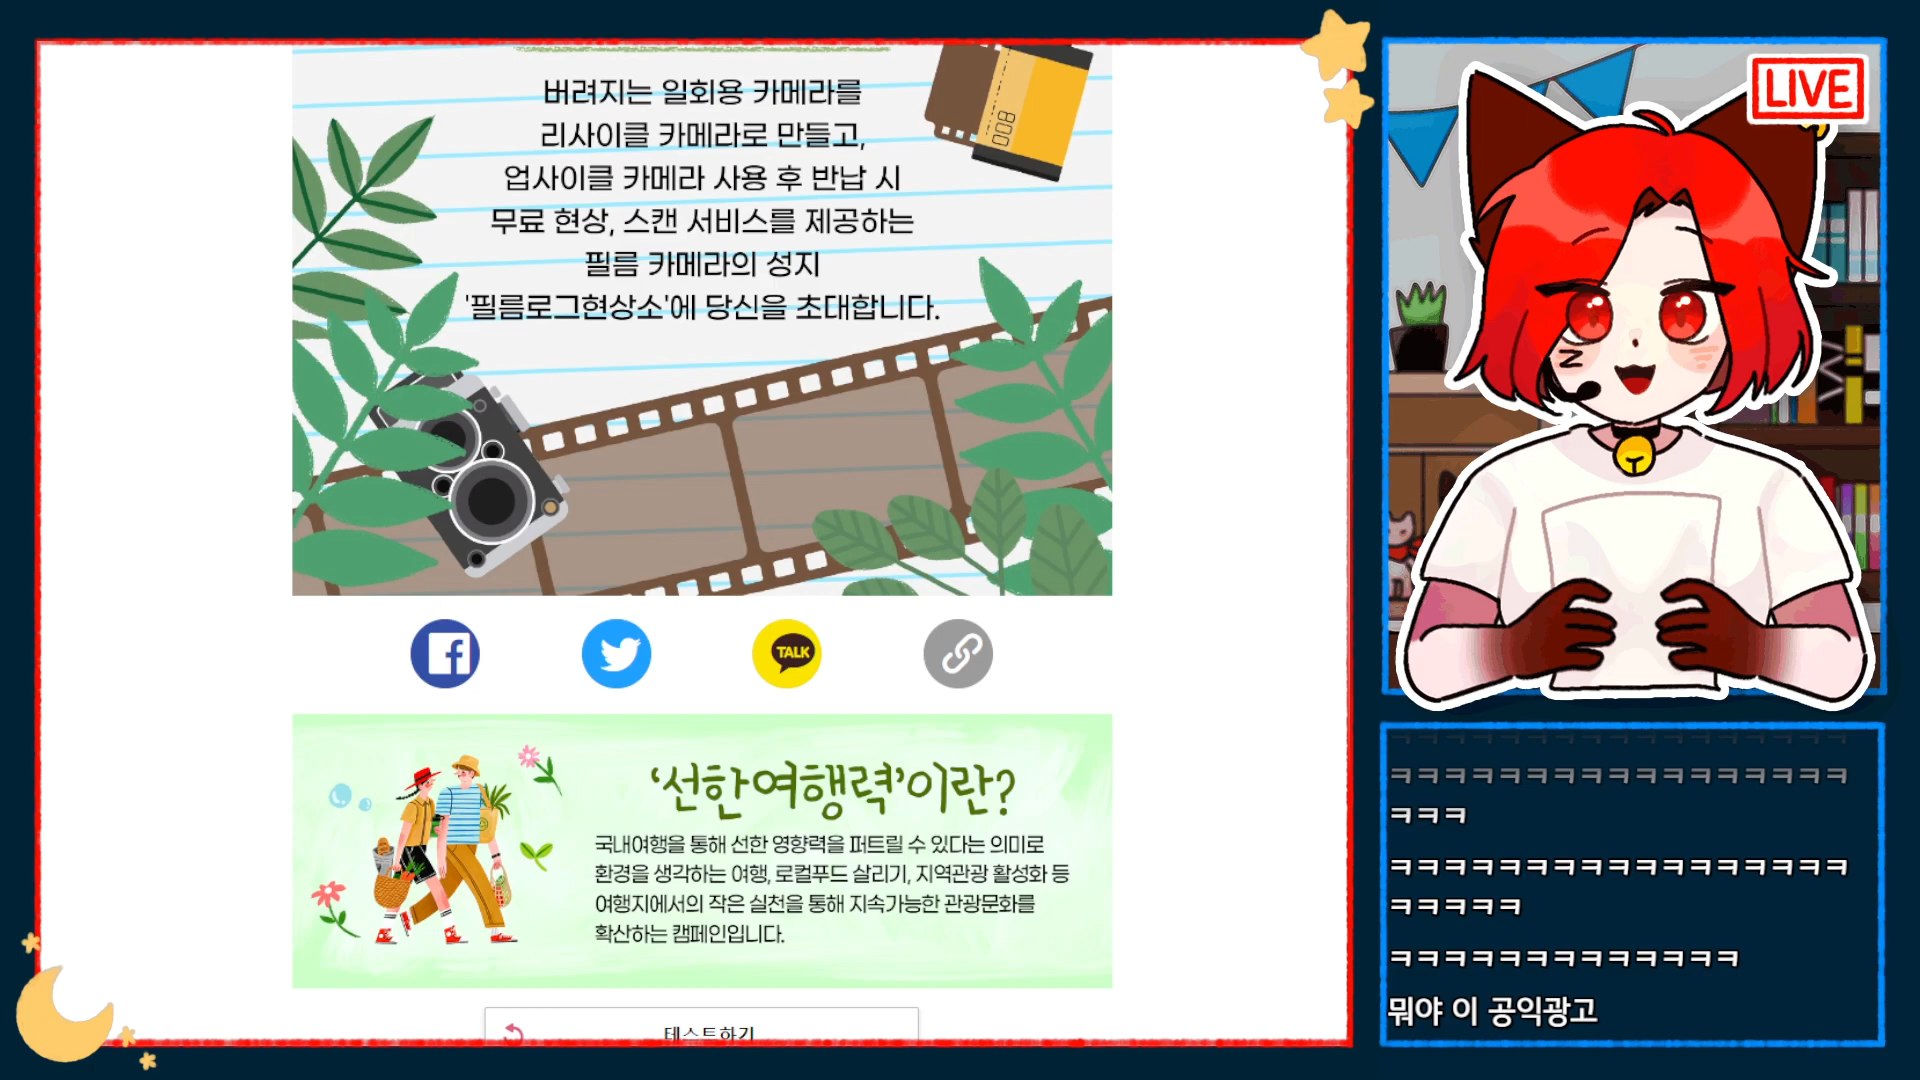 버려지는 일회용 카메라를
리사이클 카메라로 만들고,
업사이클 카메라 사용 후 반납 시
무료 현상, 스캔 서비스를 제공하는
필름 카메라의 성지
'필름로그현상소'에 당신을 초대합니다.
800
TALK
‘선한여행력’이란?
국내여행을 통해 선한 영향력을 퍼트릴 수 있다는 의미로
환경을 생각하는 여행, 로컬푸드 살리기, 지역관광 활성화 등
여행지에서의 작은 실천을 통해 지속가능한 관광문화를
확산하는 캠페인입니다.
테스트하기
LIVE
ㅋㅋㅋㅋㅋㅋㅋㅋㅋㅋㅋㅋㅋㅋㅋㅋㅋ
ㅋㅋㅋ
ㅋㅋㅋㅋㅋㅋㅋㅋㅋㅋㅋㅋㅋㅋㅋㅋㅋ
ㅋㅋㅋㅋㅋ
ㅋㅋㅋㅋㅋㅋㅋㅋㅋㅋㅋㅋㅋ
뭐야 이 공익광고